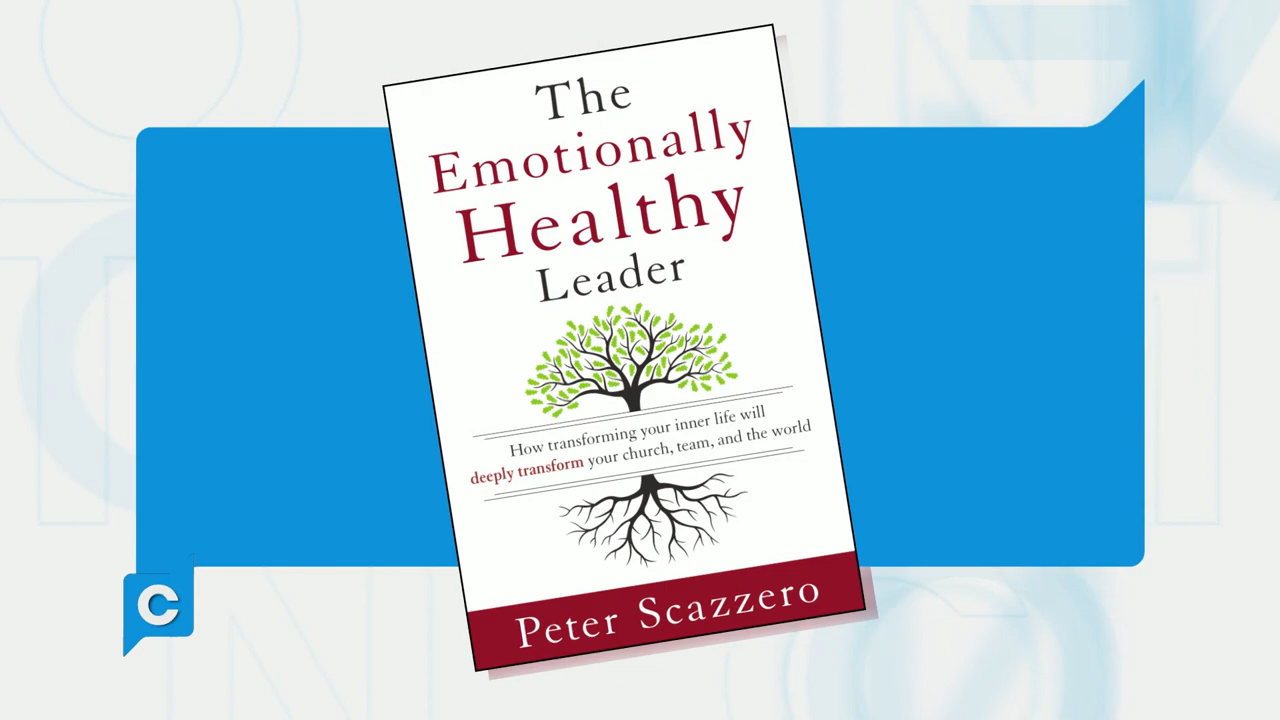 The
Emotionally
Healthy
Leader
How transforming your inner life will
deeply transform your church, team, and the world
Peter Scazzero
C